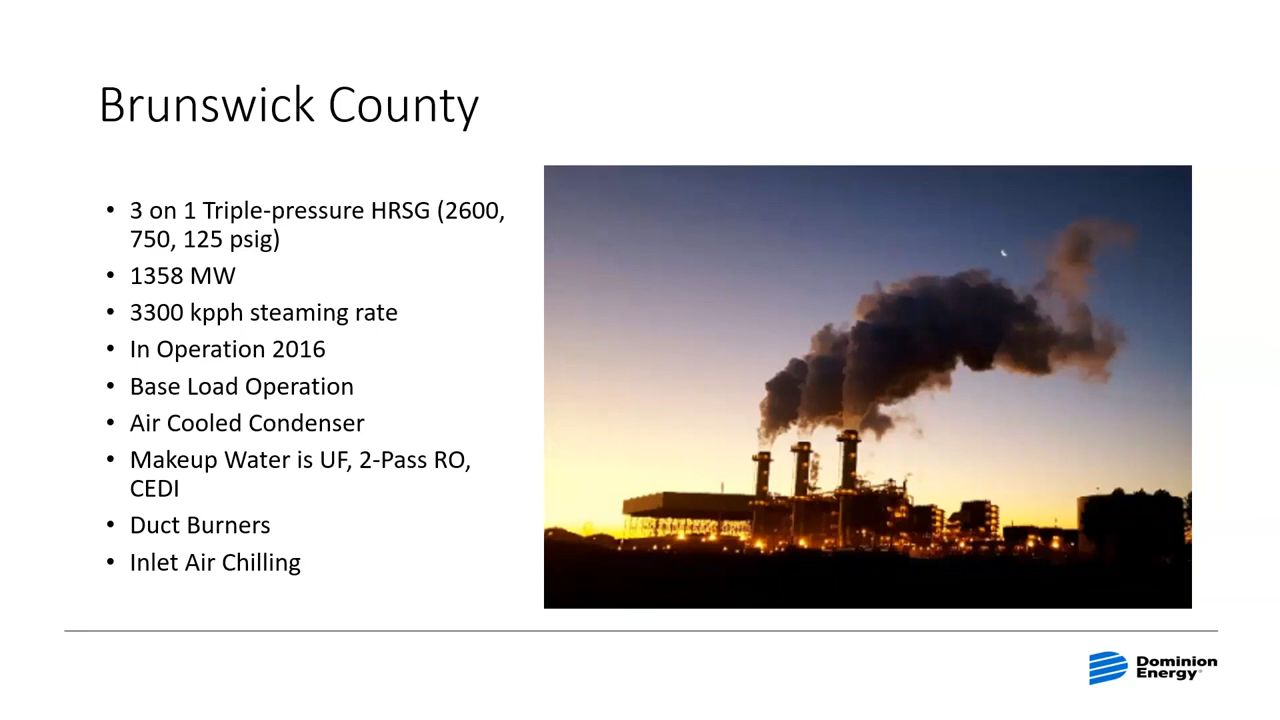 Brunswick County
• 3 on 1 Triple-pressure HRSG (2600,
750, 125 psig)
• 1358 MW
• 3300 kpph steaming rate
• In Operation 2016
• Base Load Operation
• Air Cooled Condenser
• Makeup Water is UF, 2-Pass RO,
CEDI
• Duct Burners
• Inlet Air Chilling
Dominion
Energy®